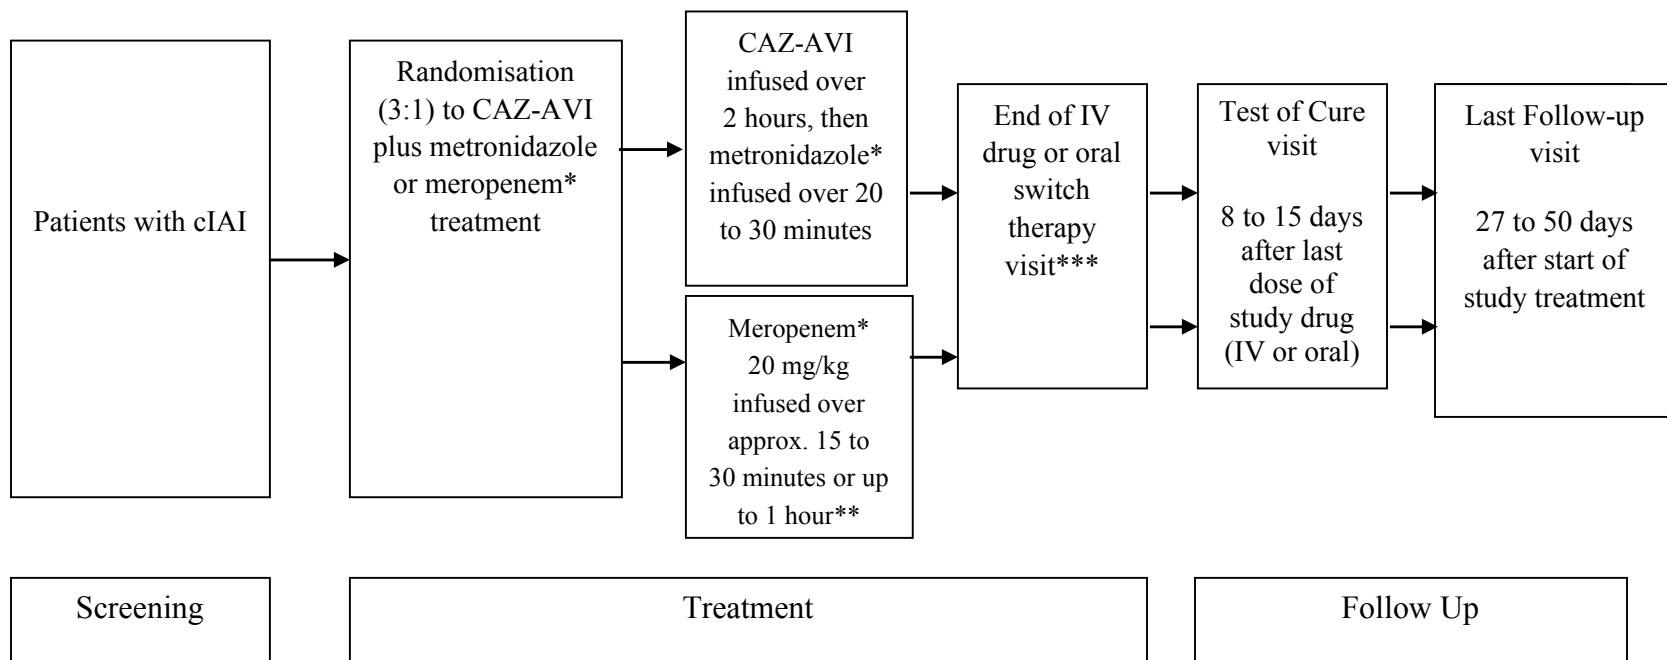 Patients with cIAI
Randomisation
(3:1) to CAZ-AVI
plus metronidazole
or meropenem*
treatment
CAZ-AVI
infused over
2 hours, then
metronidazole*
infused over 20
to 30 minutes
Meropenem*
20 mg/kg
infused over
approx. 15 to
30 minutes or up
to 1 hour**
End of IV
drug or oral
switch
therapy
visit***
Test of Cure
visit
8 to 15 days
after last
dose of
study drug
(IV or oral)
Last Follow-up
visit
27 to 50 days
after start of
study treatment
Screening
Treatment
Follow Up